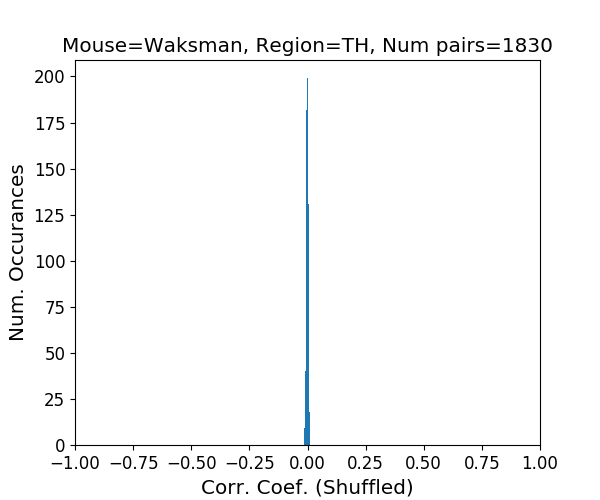 Mouse=Waksman, Region=TH, Num pairs=1830
200
175
150
125
100
75
50
25
0
Num. Occurances
−1.00 −0.75 −0.50 −0.25 0.00 0.25 0.50 0.75 1.00
Corr. Coef. (Shuffled)